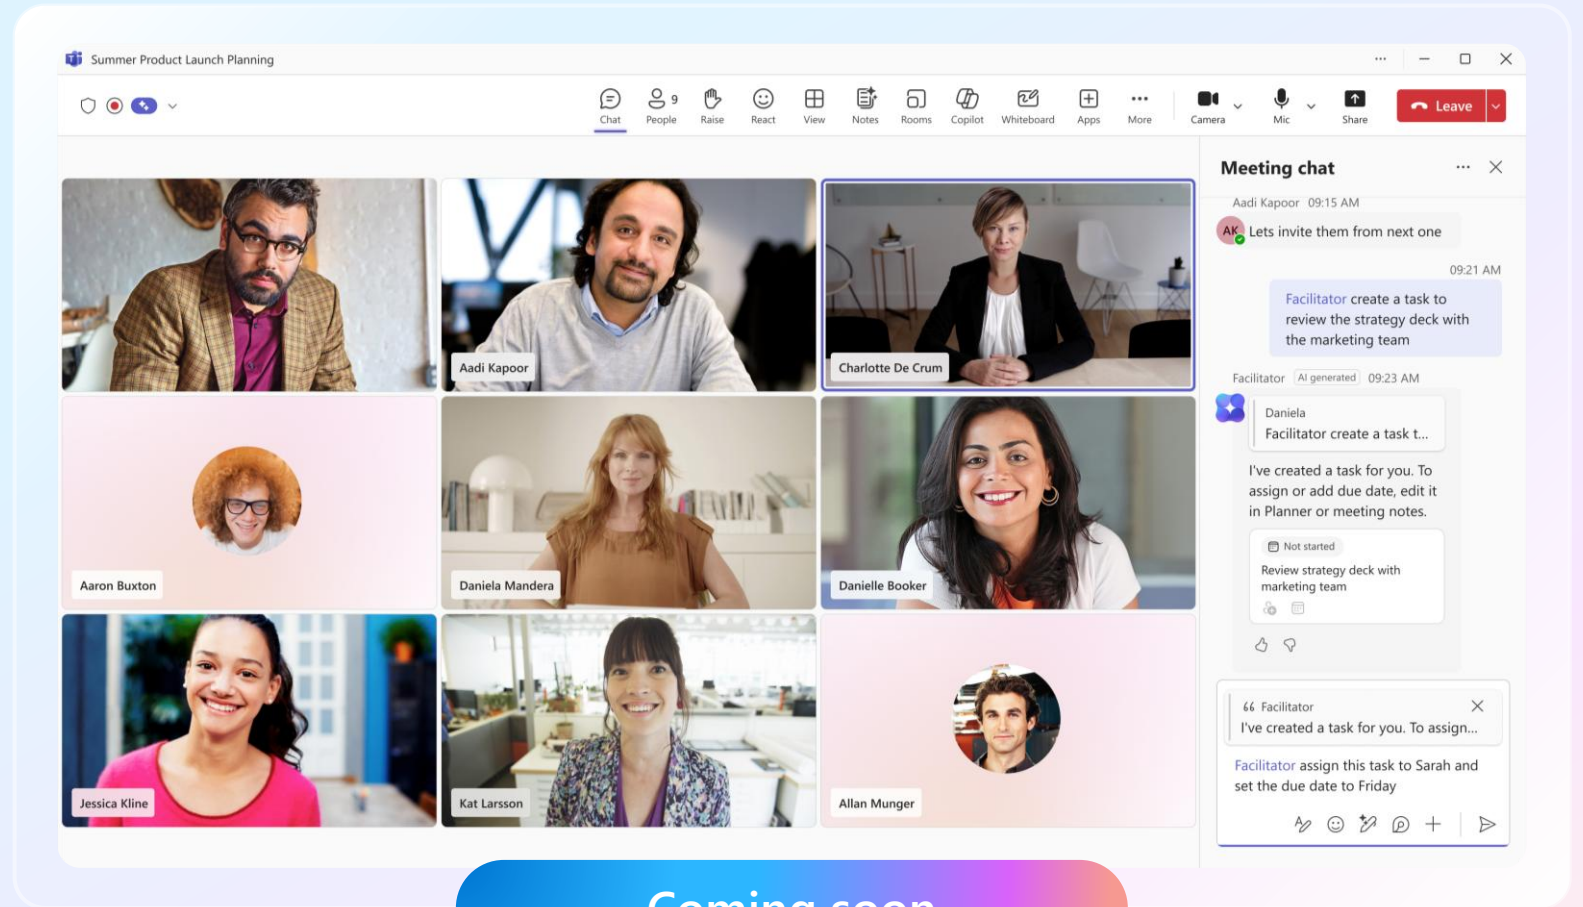 Summer Product Launch Planning
9
Chat
People
Raise
React
View
Notes
Rooms
Copilot
Whiteboard
Apps
More
Camera
Mic
Share
Leave
Aadi Kapoor
Charlotte De Crum
Aaron Buxton
Daniela Mandera
Danielle Booker
Jessica Kline
Kat Larsson
Allan Munger
Meeting chat
Aadi Kapoor 09:15 AM
AK
Lets invite them from next one
09:21 AM
Facilitator create a task to
review the strategy deck with
the marketing team
Facilitator AI generated 09:23 AM
Daniela
Facilitator create a task t...
I've created a task for you. To
assign or add due date, edit it
in Planner or meeting notes.
Not started
Review strategy deck with
marketing team
Facilitator
I've created a task for you. To assign...
Facilitator assign this task to Sarah and
set the due date to Friday
Coming soon